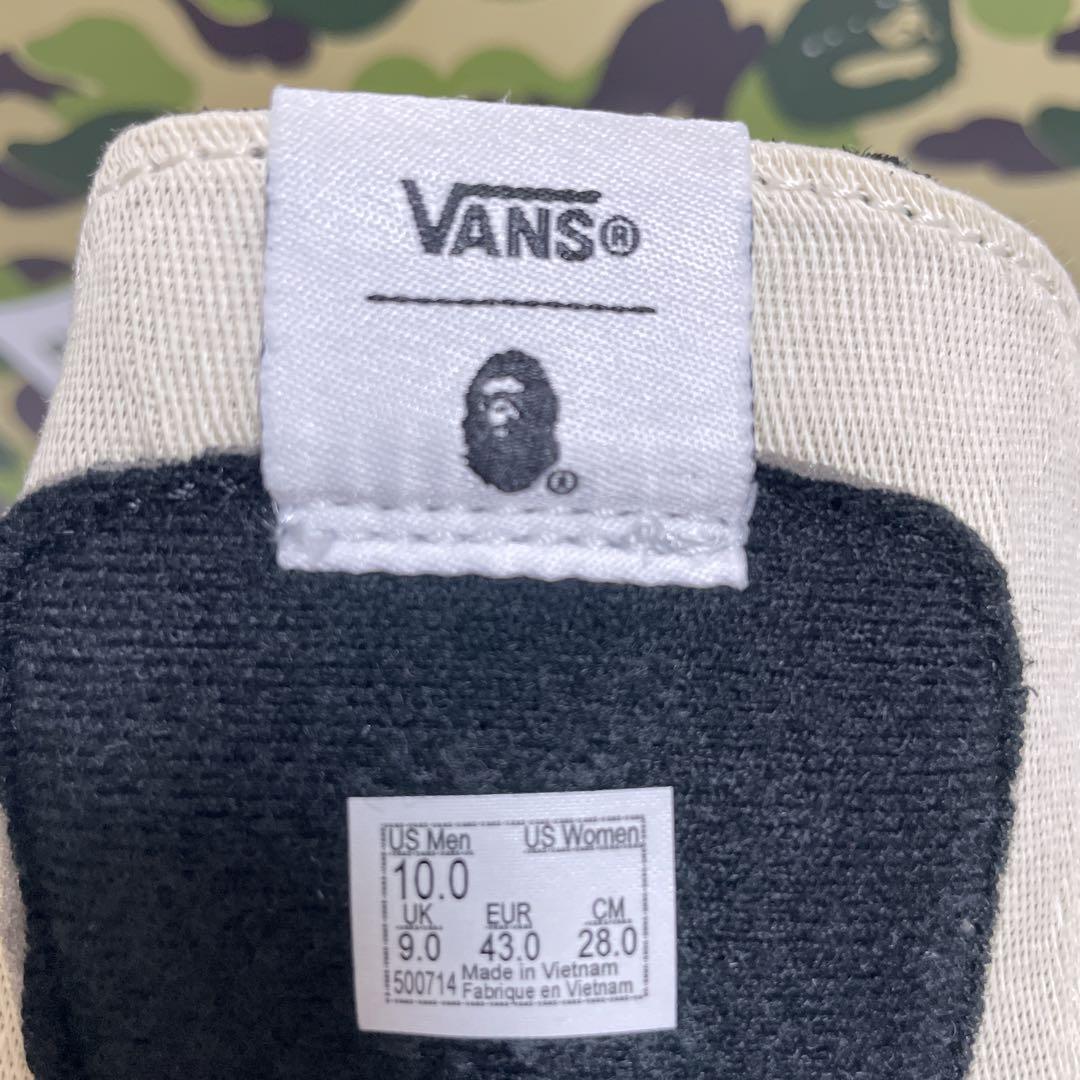 VANS®
®
US Men US Women
10.0
UK EUR CM
9.0 43.0 28.0
500714 Made in Vietnam
Fabrique en Vietnam